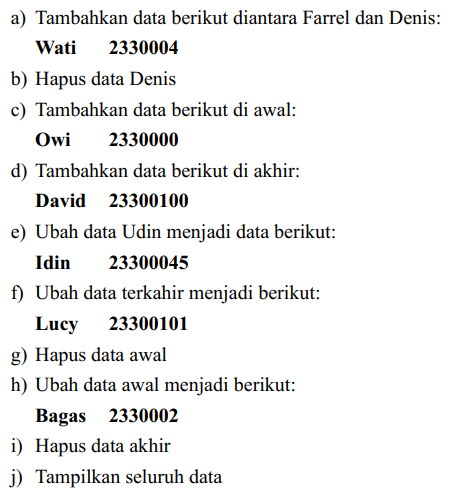 a) Tambahkan data berikut diantara Farrel dan Denis:
Wati 2330004
b) Hapus data Denis
c) Tambahkan data berikut di awal:
Owi 2330000
d) Tambahkan data berikut di akhir:
David 23300100
e) Ubah data Udin menjadi data berikut:
Idin 23300045
f) Ubah data terkahir menjadi berikut:
Lucy 23300101
g) Hapus data awal
h) Ubah data awal menjadi berikut:
Bagas 2330002
i) Hapus data akhir
j) Tampilkan seluruh data